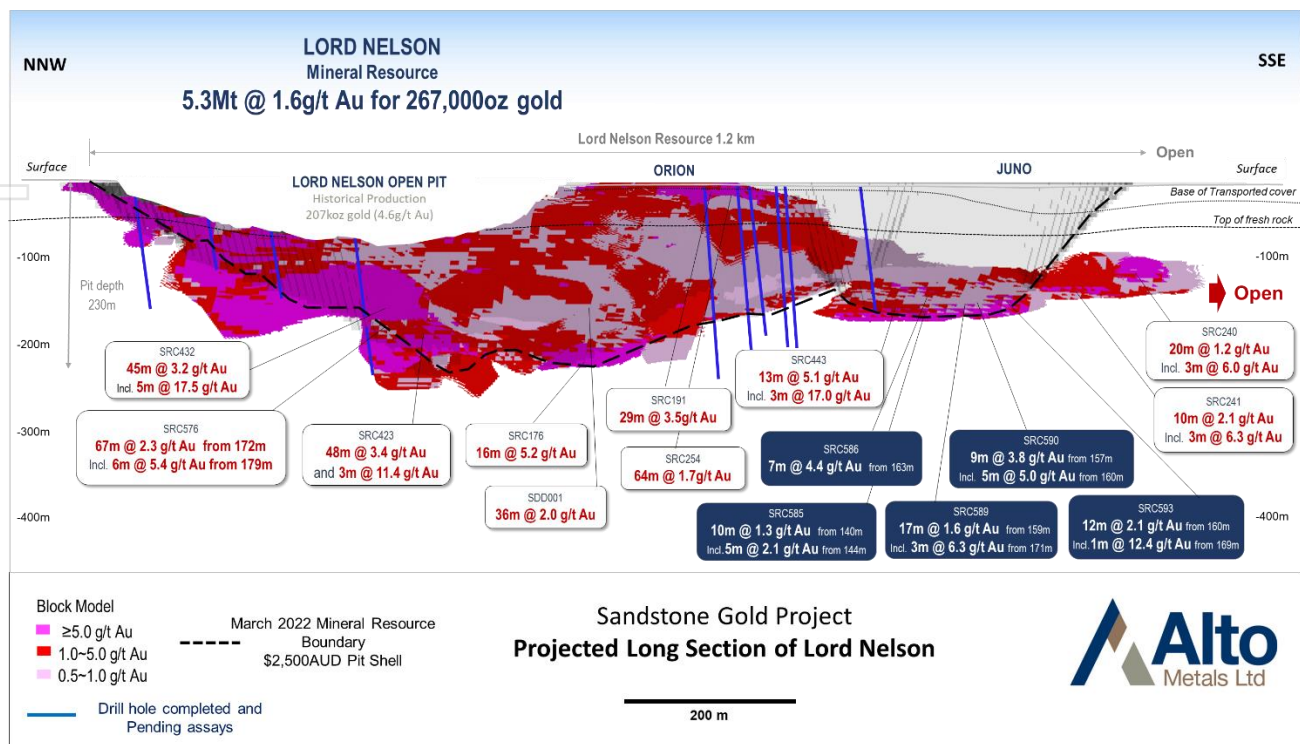 LORD NELSON
Mineral Resource
5.3Mt @ 1.6g/t Au for 267,000oz gold
NNW
SSE
Lord Nelson Resource 1.2 km
Open
Surface
LORD NELSON OPEN PIT
Historical Production
207koz gold (4.6g/t Au)
ORION
JUNO
Surface
Base of Transported cover
Top of fresh rock
-100m
-100m
Pit depth
230m
Open
-200m
-300m
-400m
-400m
SRC432
45m @ 3.2 g/t Au
Incl. 5m @ 17.5 g/t Au
SRC576
67m @ 2.3 g/t Au from 172m
Incl. 6m @ 5.4 g/t Au from 179m
SRC423
48m @ 3.4 g/t Au
and 3m @ 11.4 g/t Au
SRC176
16m @ 5.2 g/t Au
SDD001
36m @ 2.0 g/t Au
SRC191
29m @ 3.5g/t Au
SRC254
64m @ 1.7g/t Au
SRC443
13m @ 5.1 g/t Au
Incl. 3m @ 17.0 g/t Au
SRC586
7m @ 4.4 g/t Au from 163m
SRC585
10m @ 1.3 g/t Au from 140m
Incl. 5m @ 2.1 g/t Au from 144m
SRC590
9m @ 3.8 g/t Au from 157m
Incl. 5m @ 5.0 g/t Au from 160m
SRC589
17m @ 1.6 g/t Au from 159m
Incl. 3m @ 6.3 g/t Au from 171m
SRC593
12m @ 2.1 g/t Au from 160m
Incl. 1m @ 12.4 g/t Au from 169m
SRC240
20m @ 1.2 g/t Au
Incl. 3m @ 6.0 g/t Au
SRC241
10m @ 2.1 g/t Au
Incl. 3m @ 6.3 g/t Au
Block Model
≥5.0 g/t Au
1.0~5.0 g/t Au
0.5~1.0 g/t Au
Drill hole completed and
Pending assays
March 2022 Mineral Resource
Boundary
$2,500AUD Pit Shell
Sandstone Gold Project
Projected Long Section of Lord Nelson
200 m
Alto
Metals Ltd